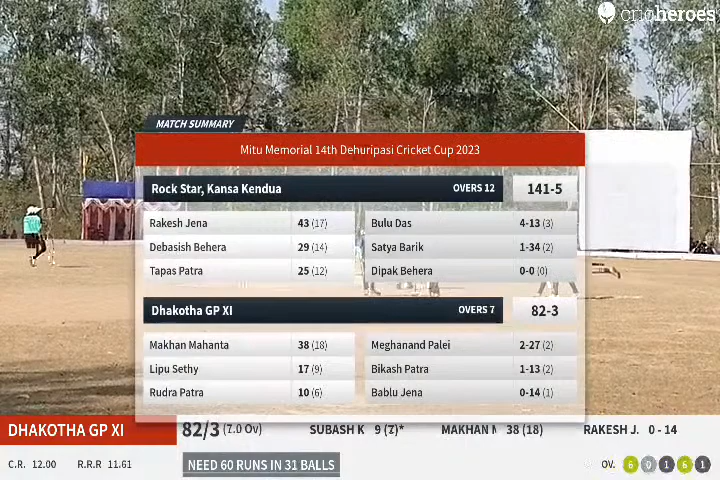 cricheroes
MATCH SUMMARY
Mitu Memorial 14th Dehuripasi Cricket Cup 2023
Rock Star, Kansa Kendua OVERS 12 141-5
Rakesh Jena 43 (17) Bulu Das 4-13 (3)
Debasish Behera 29 (14) Satya Barik 1-34 (2)
Tapas Patra 25 (12) Dipak Behera 0-0 (0)
Dhakotha GP XI OVERS 7 82-3
Makhan Mahanta 38 (18) Meghanand Palei 2-27 (2)
Lipu Sethy 17 (9) Bikash Patra 1-13 (2)
Rudra Patra 10 (6) Bablu Jena 0-14 (1)
DHAKOTHA GP XI 82/3 (7.0 Ov) SUBASH K 9 (7)* MAKHAN M 38 (18) RAKESH J. 0 - 14
C.R. 12.00 R.R.R 11.61 NEED 60 RUNS IN 31 BALLS OV. 6 0 1 6 1